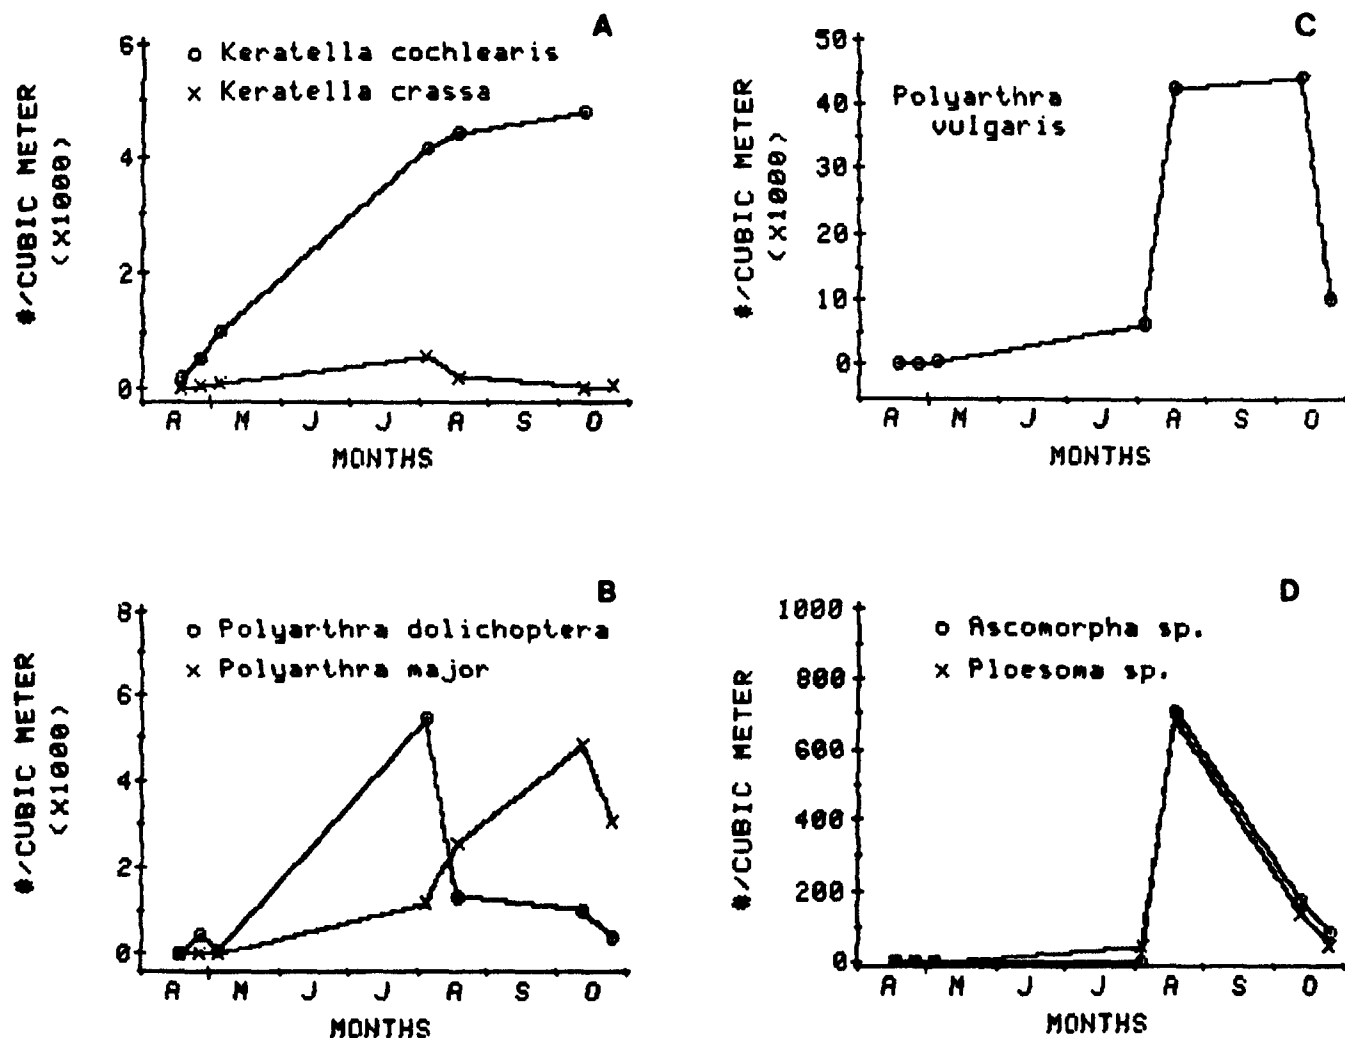 A
6
4
2
0
#/CUBIC METER
(X1000)
o Keratella cochlearis
x Keratella crassa
A M J J A S O
MONTHS
C
50
40
30
20
10
0
#/CUBIC METER
(X1000)
Polyarthra
vulgaris
A M J J A S O
MONTHS
B
8
6
4
2
0
#/CUBIC METER
(X1000)
o Polyarthra dolichoptera
x Polyarthra major
A M J J A S O
MONTHS
D
1000
800
600
400
200
0
#/CUBIC METER
o Ascomorpha sp.
x Ploesoma sp.
A M J J A S O
MONTHS